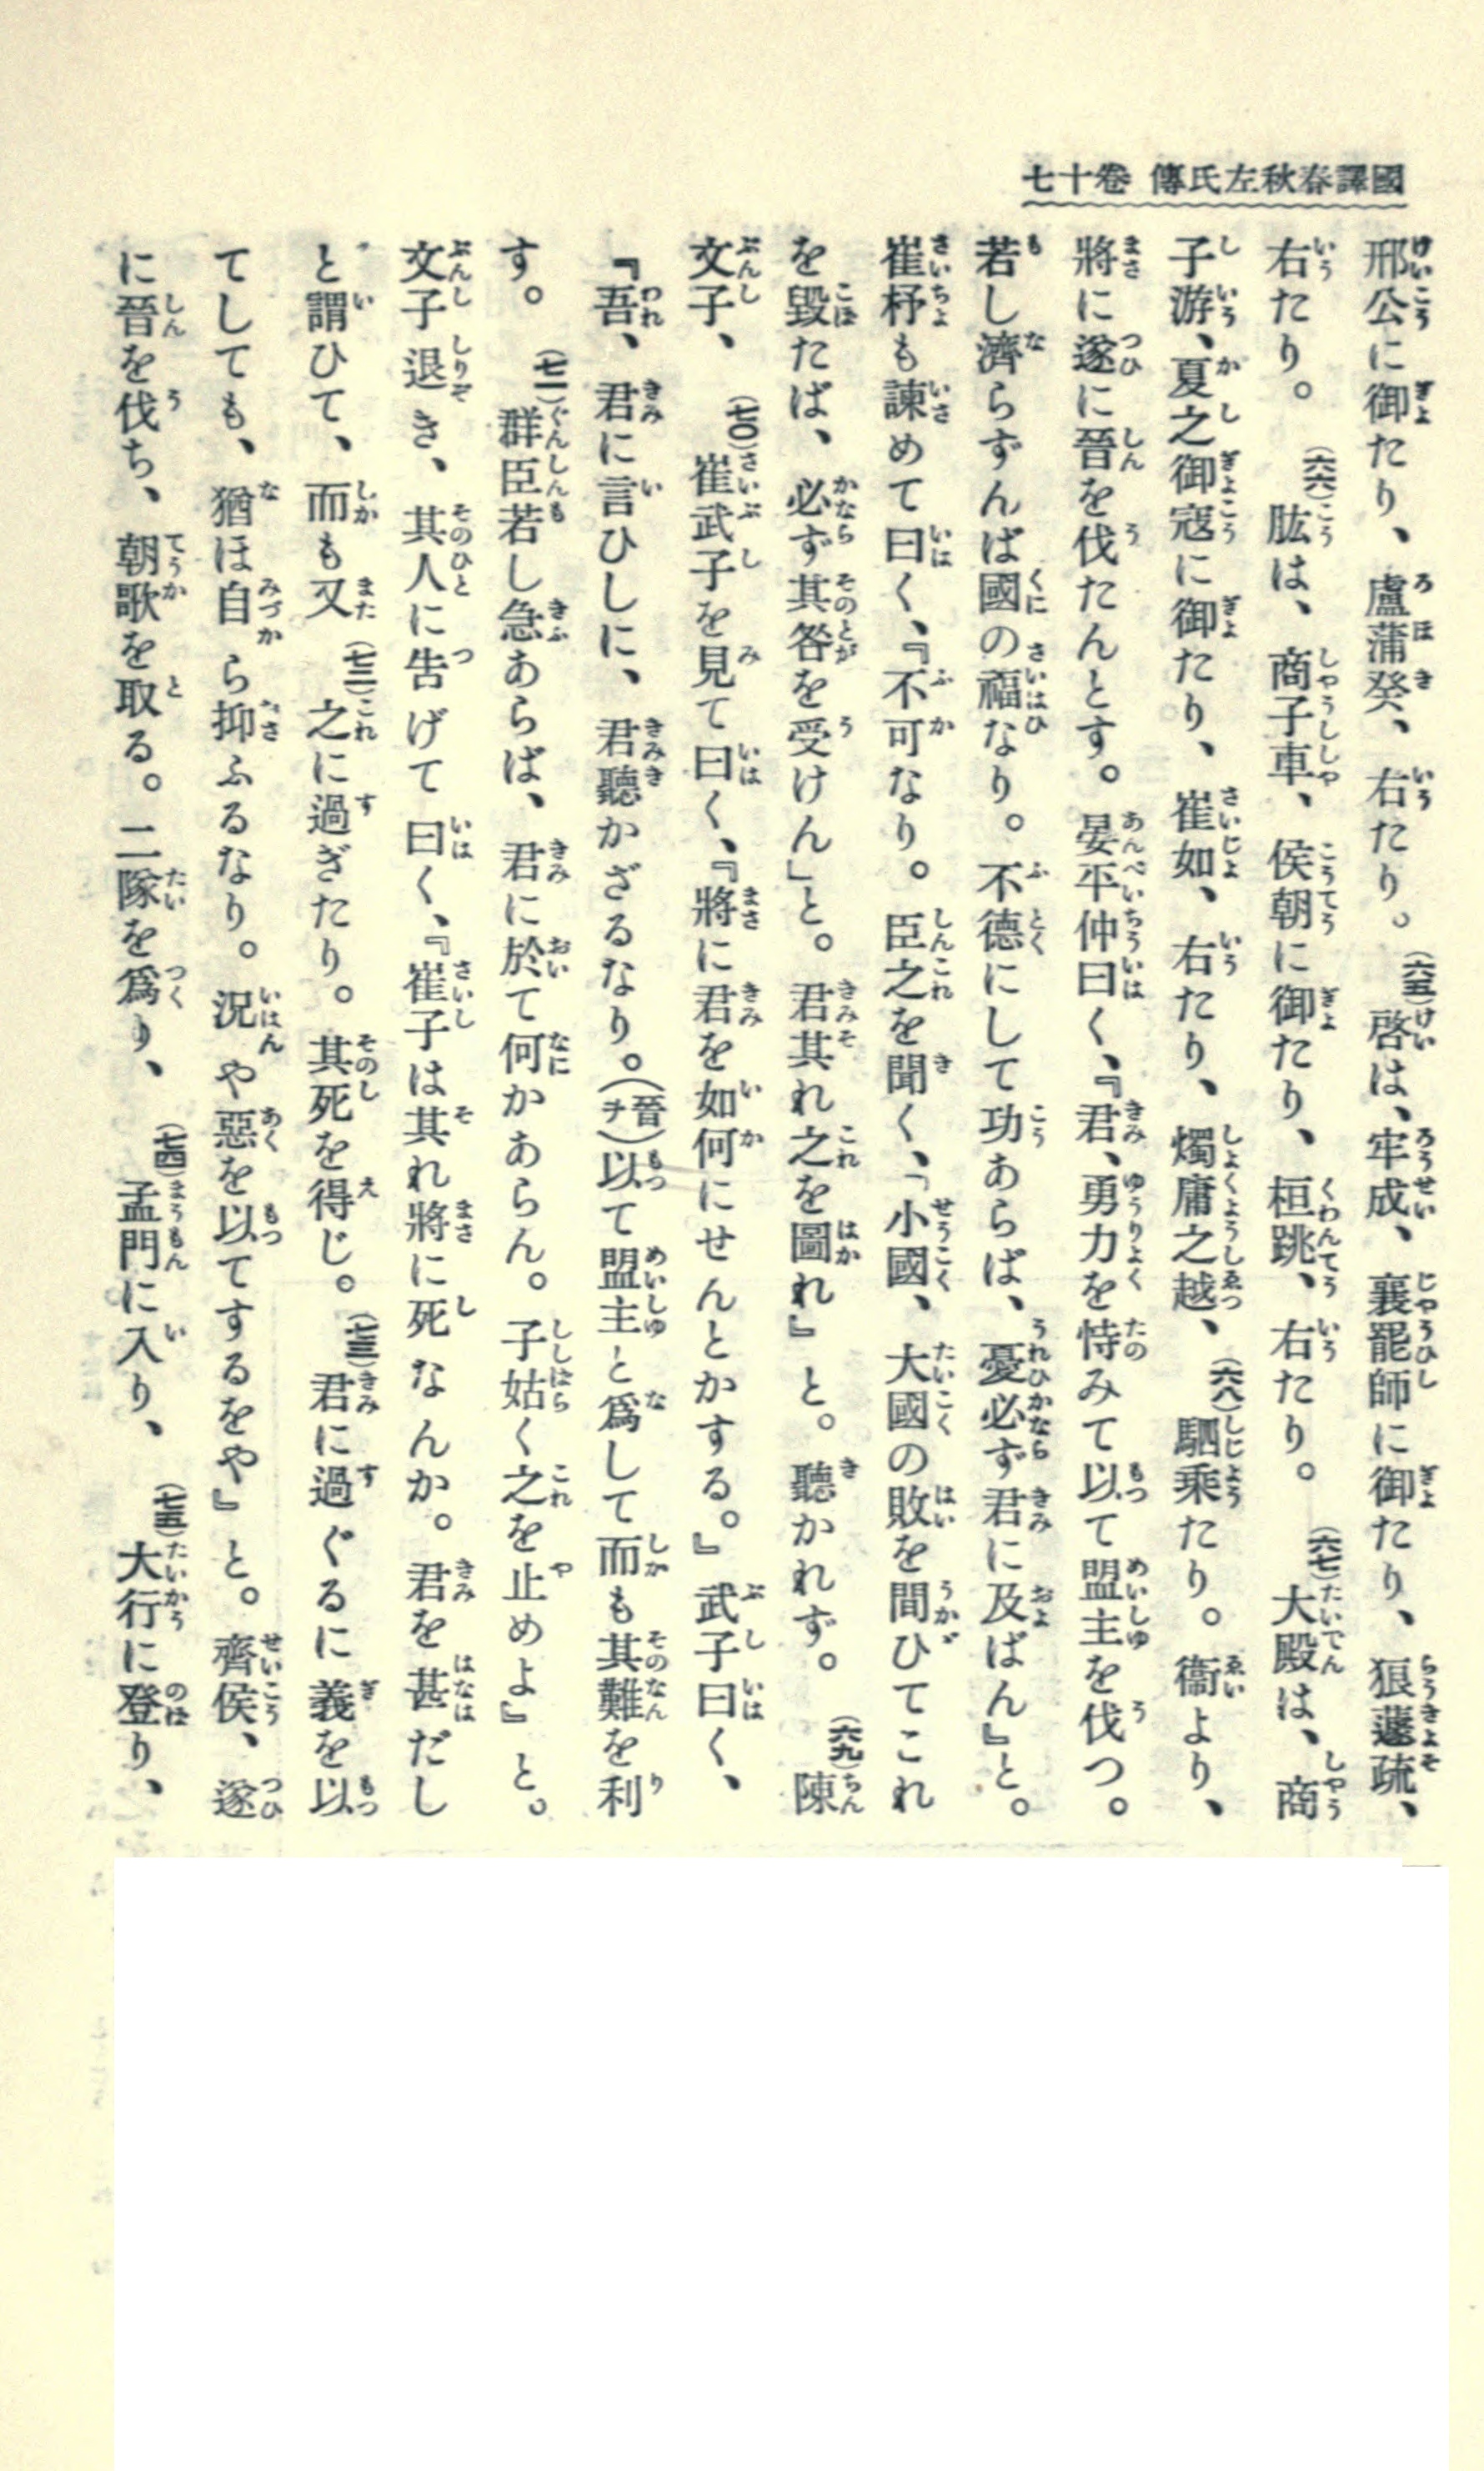 國譯春秋左氏傳 卷十七
邢公に御たり、盧蒲癸、右たり。(六五)啓は、牢成、襄罷師に御たり、狼蘧疏、
右たり。(六六)肱は、商子車、侯朝に御たり、桓跳、右たり。(六七)大殿は、商
子游、夏之御寇に御たり、崔如、右たり、燭庸之越、(六八)駟乘たり。衞より、
將に遂に晉を伐たんとす。晏平仲曰く、『君、勇力を恃みて以て盟主を伐つ。
若し濟らずんば國の福なり。不德にして功あらば、憂必ず君に及ばん』と。
崔杼も諫めて曰く、『不可なり。臣之を聞く、「小國、大國の敗を間ひてこれ
を毀たば、必ず其咎を受けん」と。君其れ之を圖れ』と。聽かれず。(六九)陳
文子、(七〇)崔武子を見て曰く、『將に君を如何にせんとかする。』武子曰く、
『吾、君に言ひしに、君聽かざるなり。(晉ヲ)以て盟主と爲して而も其難を利
す。(七一)群臣若し急あらば、君に於て何かあらん。子姑く之を止めよ』と。
文子退き、其人に吿げて曰く、『崔子は其れ將に死なんか。君を甚だし
と謂ひて、而も又(七二)之に過ぎたり。其死を得じ。(七三)君に過ぐるに義を以
てしても、猶ほ自ら抑ふるなり。況や惡を以てするをや』と。齊侯、遂
に晉を伐ち、朝歌を取る。二隊を爲り、(七四)孟門に入り、(七五)大行に登り、